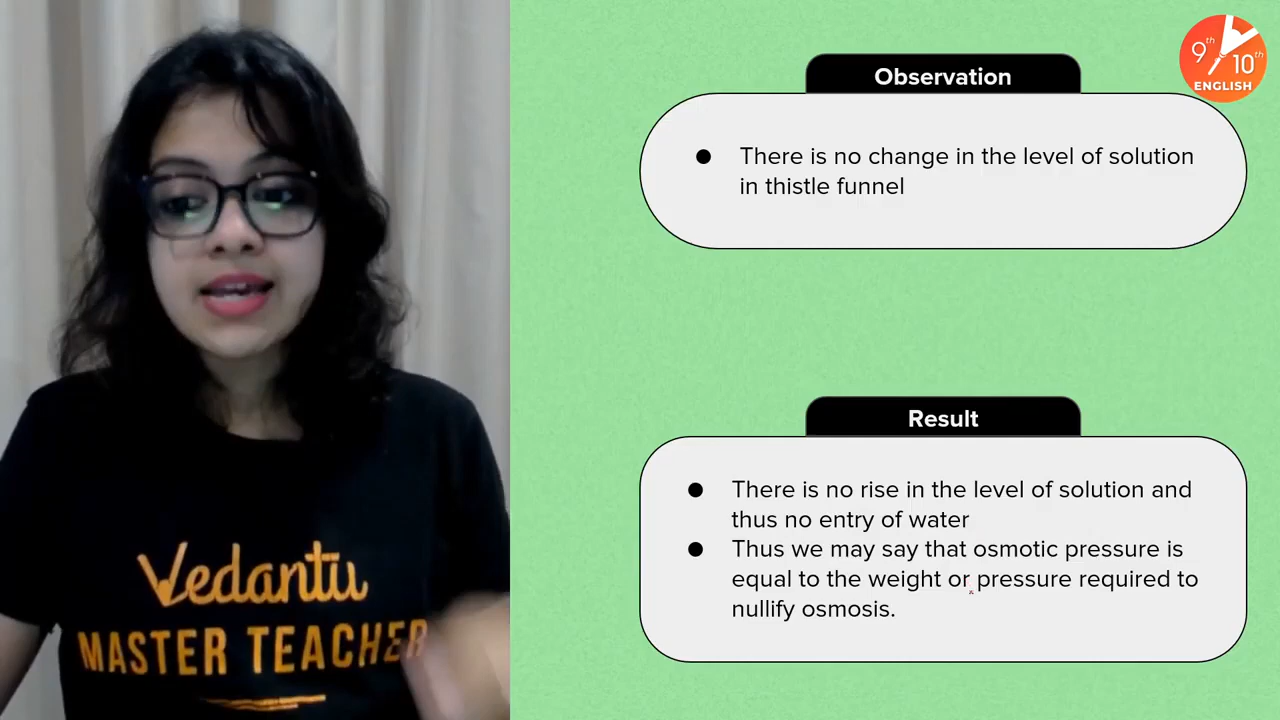 Observation
● There is no change in the level of solution
in thistle funnel
Result
● There is no rise in the level of solution and
thus no entry of water
● Thus we may say that osmotic pressure is
equal to the weight or pressure required to
nullify osmosis.
9th
10th
ENGLISH
Vedantu
MASTER TEACHER